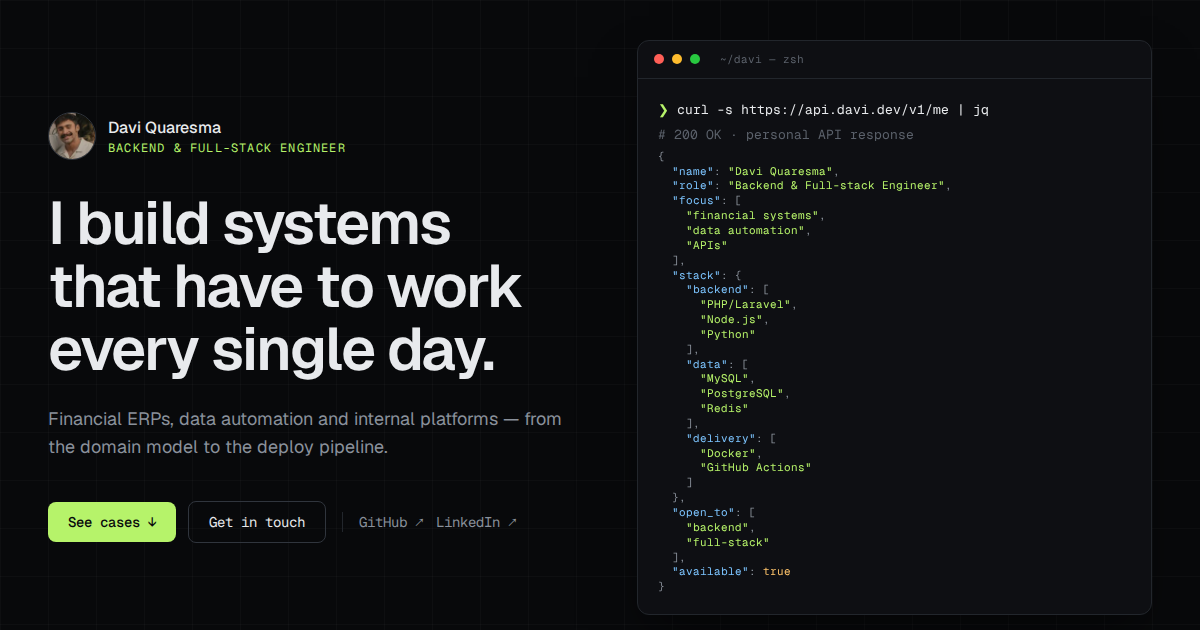 Davi Quaresma
BACKEND & FULL-STACK ENGINEER
I build systems
that have to work
every single day.
Financial ERPs, data automation and internal platforms — from
the domain model to the deploy pipeline.
See cases ↓
Get in touch
GitHub ↗ LinkedIn ↗
~/davi — zsh
❯ curl -s https://api.davi.dev/v1/me | jq
# 200 OK · personal API response
{
  "name": "Davi Quaresma",
  "role": "Backend & Full-stack Engineer",
  "focus": [
    "financial systems",
    "data automation",
    "APIs"
  ],
  "stack": {
    "backend": [
      "PHP/Laravel",
      "Node.js",
      "Python"
    ],
    "data": [
      "MySQL",
      "PostgreSQL",
      "Redis"
    ],
    "delivery": [
      "Docker",
      "GitHub Actions"
    ]
  },
  "open_to": [
    "backend",
    "full-stack"
  ],
  "available": true
}